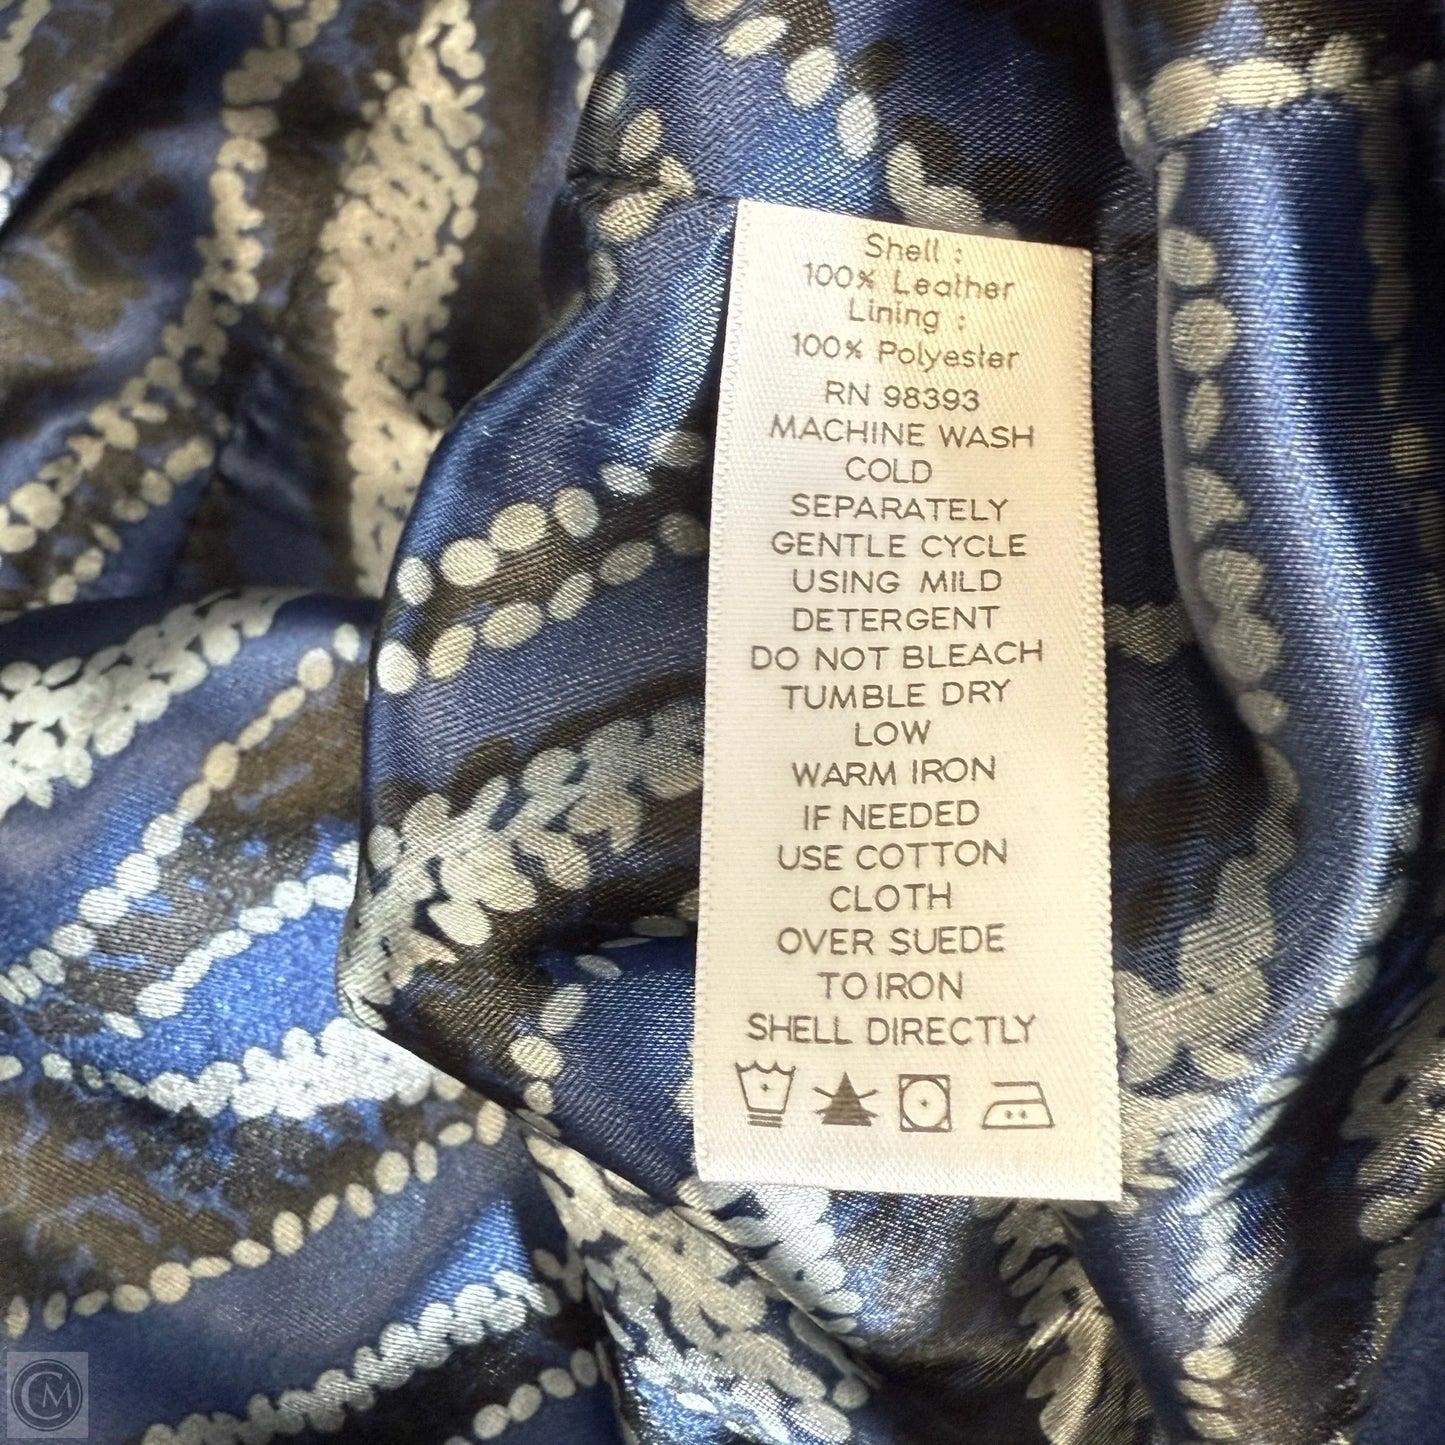 Shell :
100% Leather
Lining :
100% Polyester
RN 98393
MACHINE WASH
COLD
SEPARATELY
GENTLE CYCLE
USING MILD
DETERGENT
DO NOT BLEACH
TUMBLE DRY
LOW
WARM IRON
IF NEEDED
USE COTTON
CLOTH
OVER SUEDE
TO IRON
SHELL DIRECTLY
CM